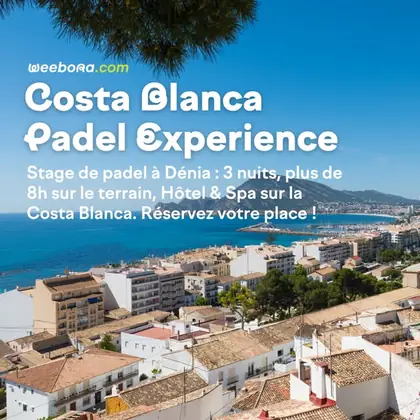 weebora.com
Costa Blanca
Padel Experience
Stage de padel à Dénia : 3 nuits, plus de
8h sur le terrain, Hôtel & Spa sur la
Costa Blanca. Réservez votre place !